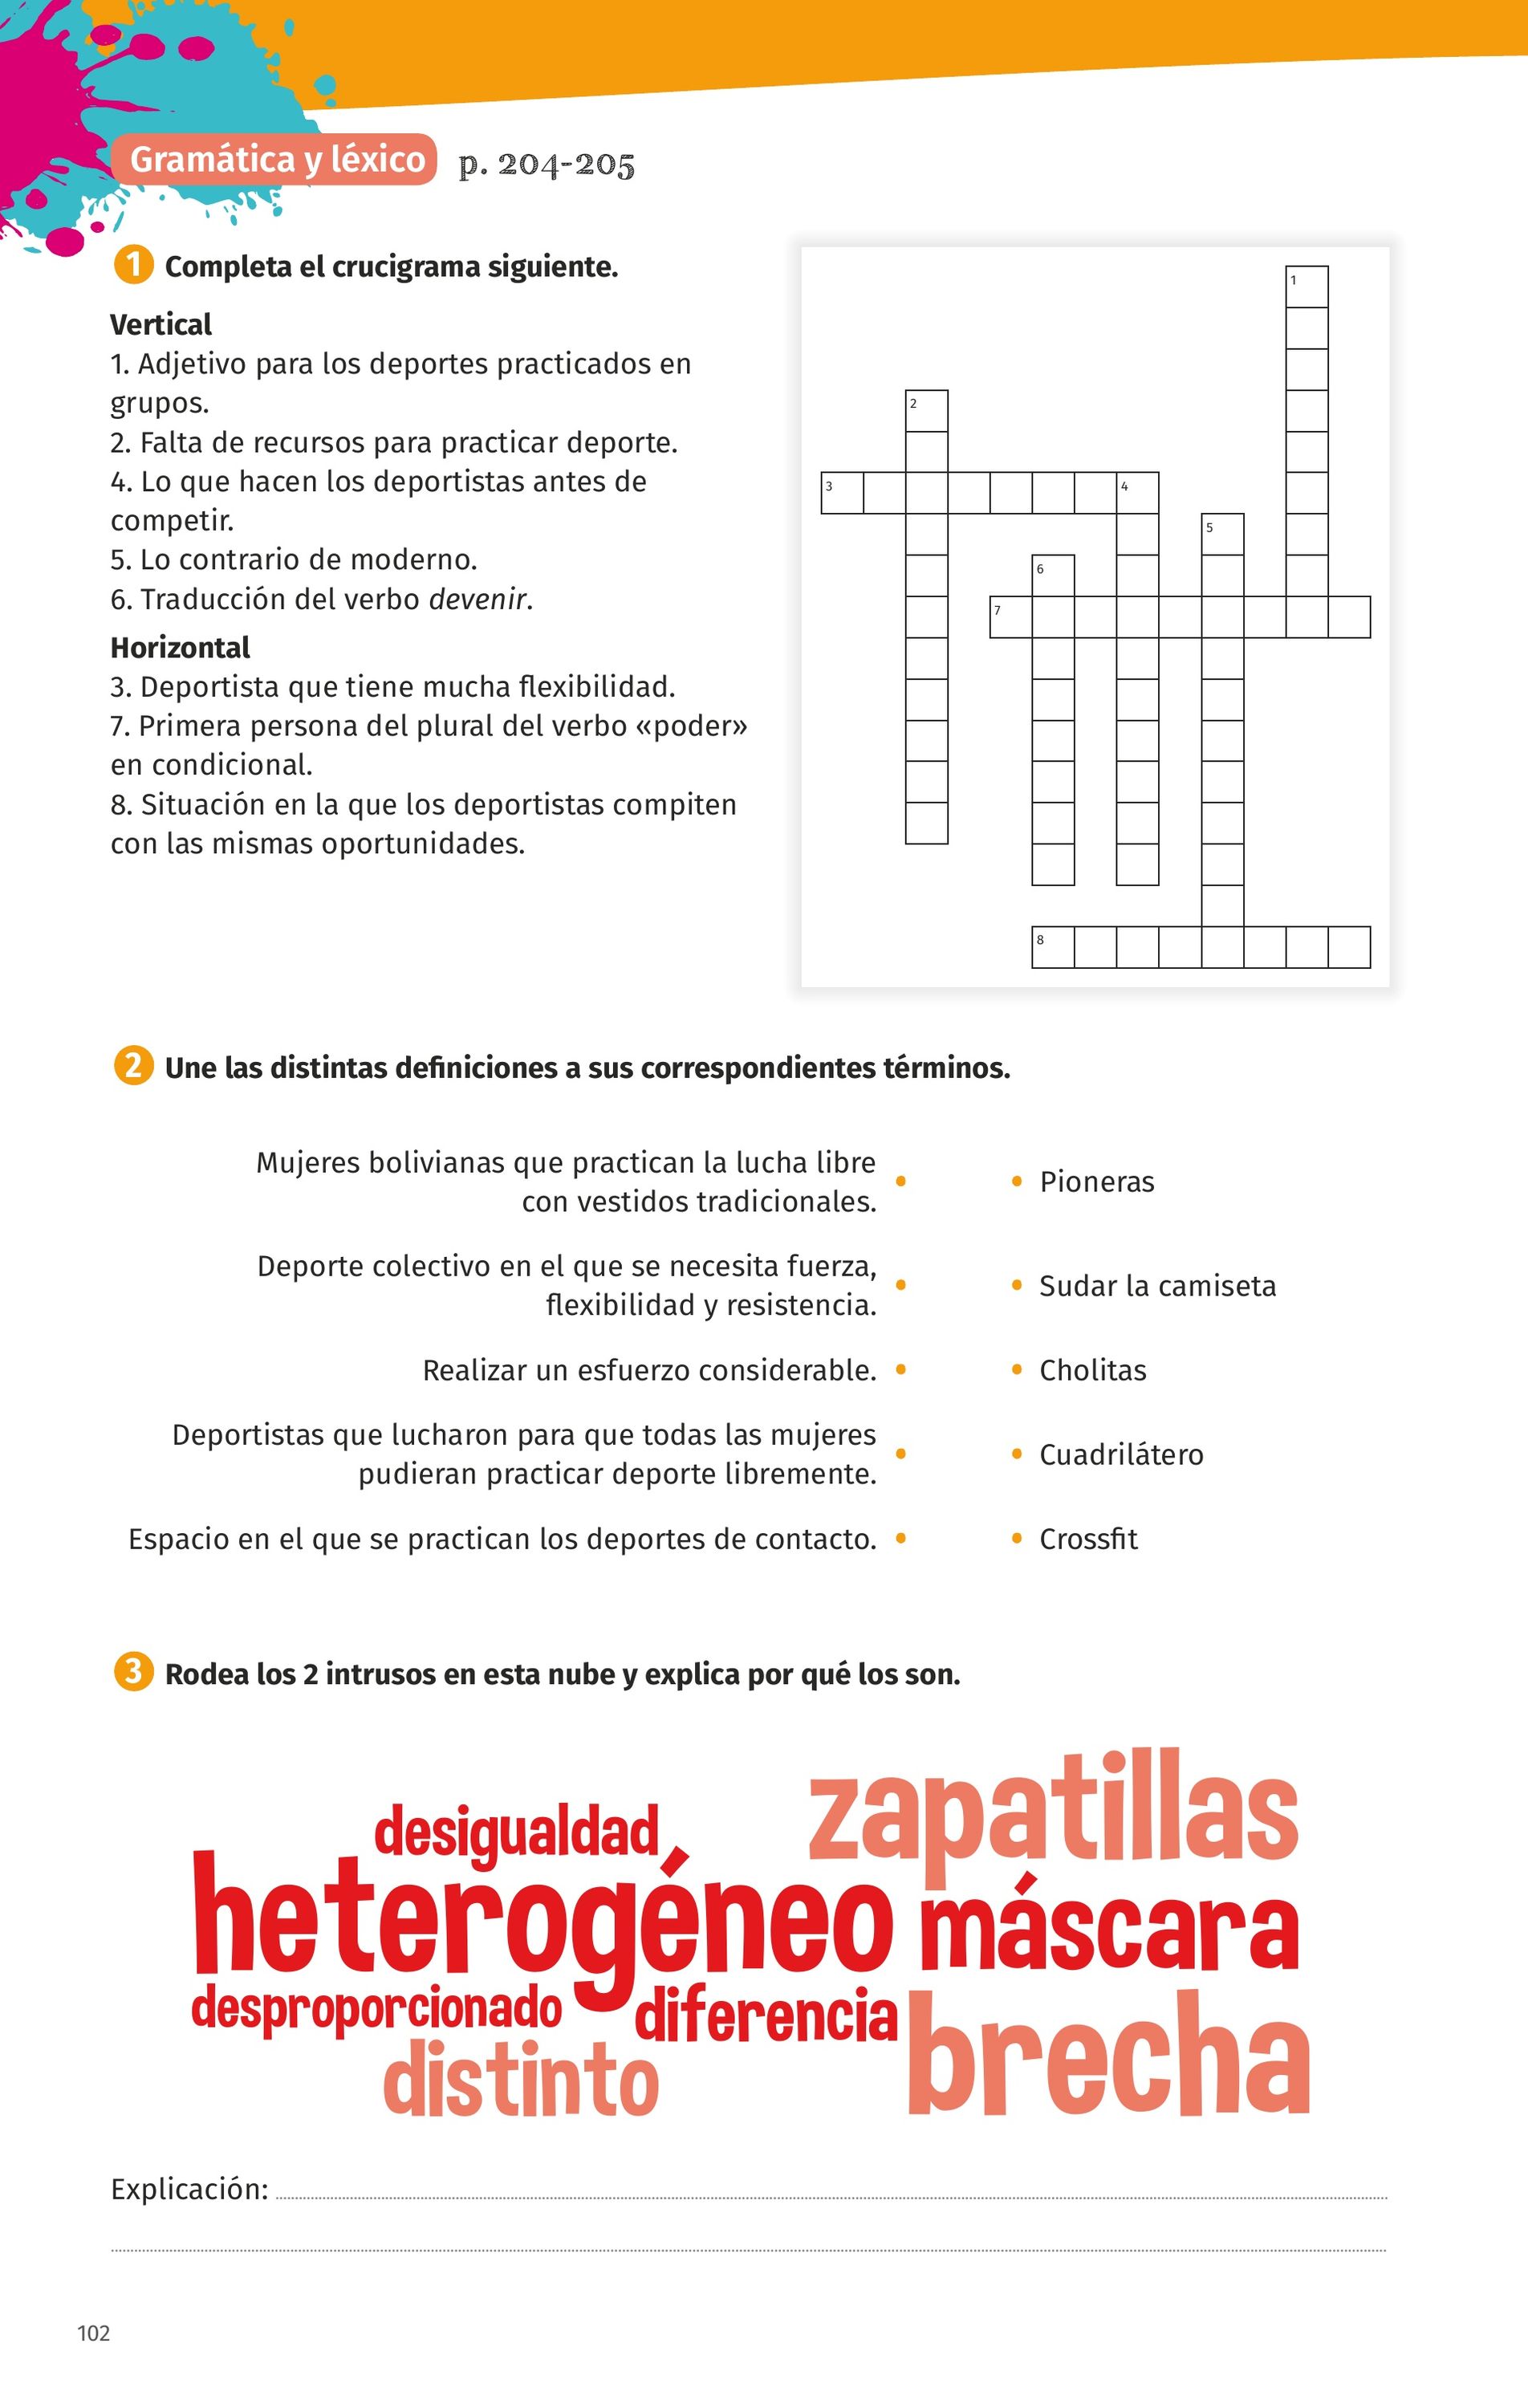 Gramática y léxico p. 204-205
1 Completa el crucigrama siguiente.
Vertical
1. Adjetivo para los deportes practicados en
grupos.
2. Falta de recursos para practicar deporte.
4. Lo que hacen los deportistas antes de
competir.
5. Lo contrario de moderno.
6. Traducción del verbo devenir.
Horizontal
3. Deportista que tiene mucha flexibilidad.
7. Primera persona del plural del verbo «poder»
en condicional.
8. Situación en la que los deportistas compiten
con las mismas oportunidades.
1
2
3
4
5
6
7
8
2 Une las distintas definiciones a sus correspondientes términos.
Mujeres bolivianas que practican la lucha libre
con vestidos tradicionales.
• • Pioneras
Deporte colectivo en el que se necesita fuerza,
flexibilidad y resistencia.
• • Sudar la camiseta
Realizar un esfuerzo considerable. • • Cholitas
Deportistas que lucharon para que todas las mujeres
pudieran practicar deporte libremente.
• • Cuadrilátero
Espacio en el que se practican los deportes de contacto. • • Crossfit
3 Rodea los 2 intrusos en esta nube y explica por qué los son.
zapatillas
desigualdad
heterogéneo máscara
desproporcionado diferencia
distinto brecha
Explicación:
102